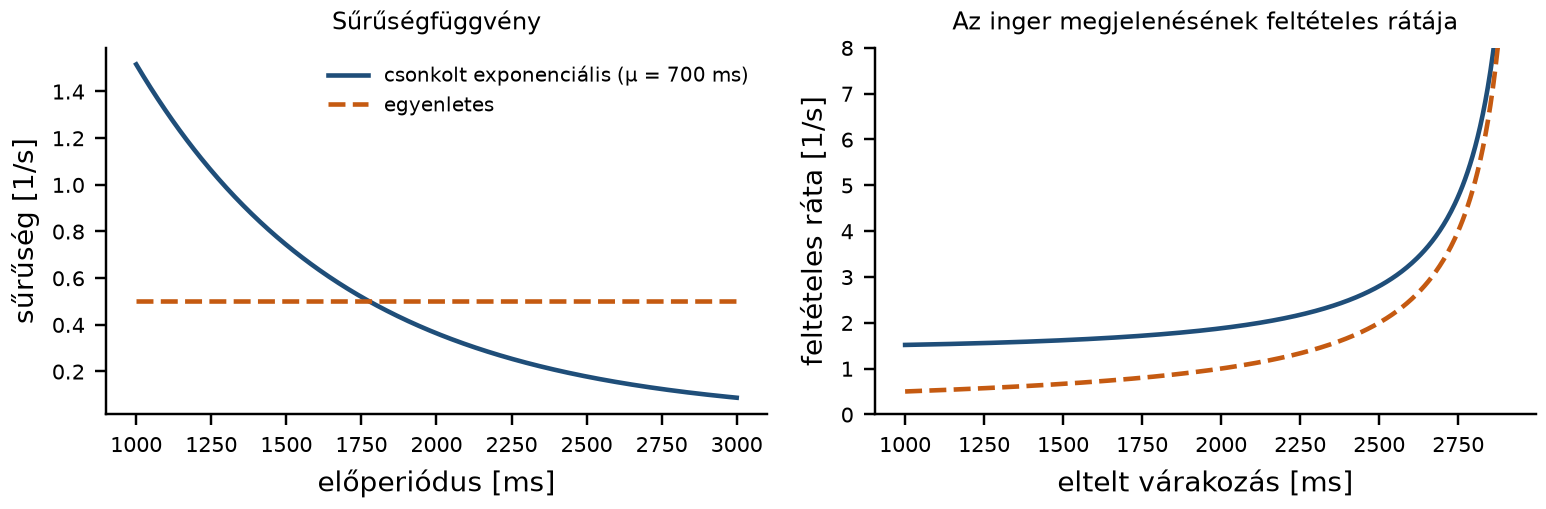 Sűrűségfüggvény
csonkolt exponenciális (μ = 700 ms)
egyenletes
sűrűség [1/s]
1.4
1.2
1.0
0.8
0.6
0.4
0.2
1000 1250 1500 1750 2000 2250 2500 2750 3000
előperiódus [ms]
Az inger megjelenésének feltételes rátája
feltételes ráta [1/s]
8
7
6
5
4
3
2
1
0
1000 1250 1500 1750 2000 2250 2500 2750
eltelt várakozás [ms]